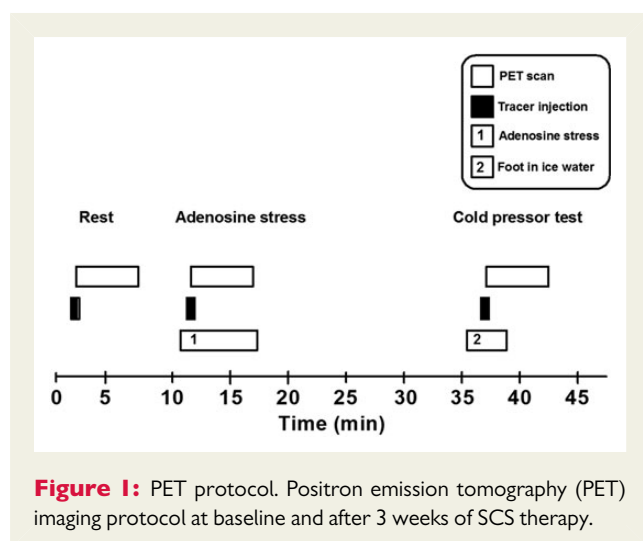 PET scan
Tracer injection
1 Adenosine stress
2 Foot in ice water
Rest Adenosine stress Cold pressor test
1
2
0 5 10 15 20 25 30 35 40 45
Time (min)
Figure 1: PET protocol. Positron emission tomography (PET)
imaging protocol at baseline and after 3 weeks of SCS therapy.